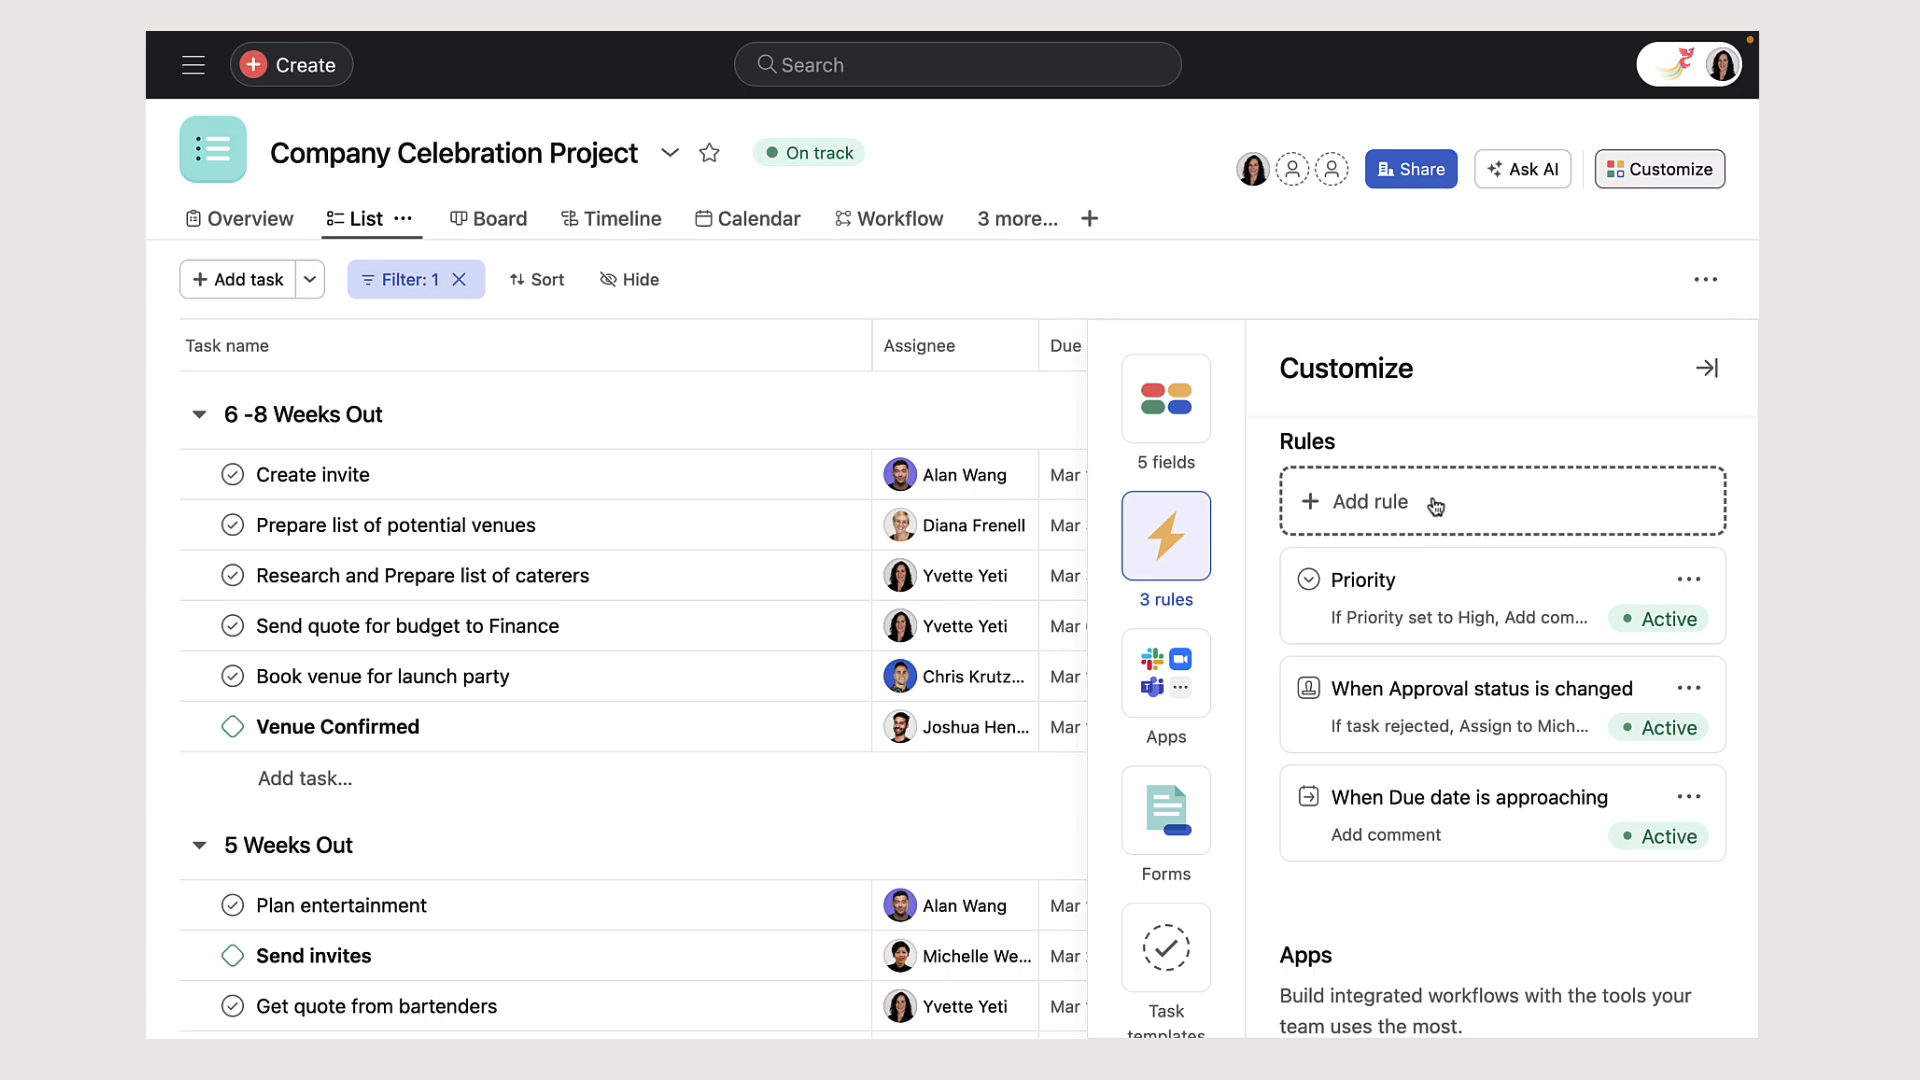 Create
Search
Company Celebration Project
On track
Share
Ask AI
Customize
Overview
List
Board
Timeline
Calendar
Workflow
3 more...
Add task
Filter: 1
Sort
Hide
Task name
Assignee
Due
6 -8 Weeks Out
Create invite
Alan Wang
Mar
Prepare list of potential venues
Diana Frenell
Mar
Research and Prepare list of caterers
Yvette Yeti
Mar
Send quote for budget to Finance
Yvette Yeti
Mar
Book venue for launch party
Chris Krutz...
Mar
Venue Confirmed
Joshua Hen...
Mar
Add task...
5 Weeks Out
Plan entertainment
Alan Wang
Mar
Send invites
Michelle We...
Mar
Get quote from bartenders
Yvette Yeti
Mar
5 fields
3 rules
Apps
Forms
Task
templates
Customize
Rules
Add rule
Priority
If Priority set to High, Add com...
Active
When Approval status is changed
If task rejected, Assign to Mich...
Active
When Due date is approaching
Add comment
Active
Apps
Build integrated workflows with the tools your
team uses the most.